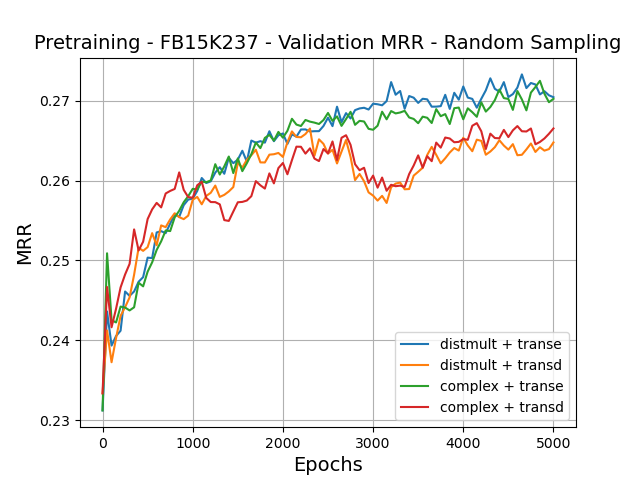 Pretraining - FB15K237 - Validation MRR - Random Sampling
0.27
0.26
0.25
0.24
0.23
MRR
distmult + transe
distmult + transd
complex + transe
complex + transd
0 1000 2000 3000 4000 5000
Epochs